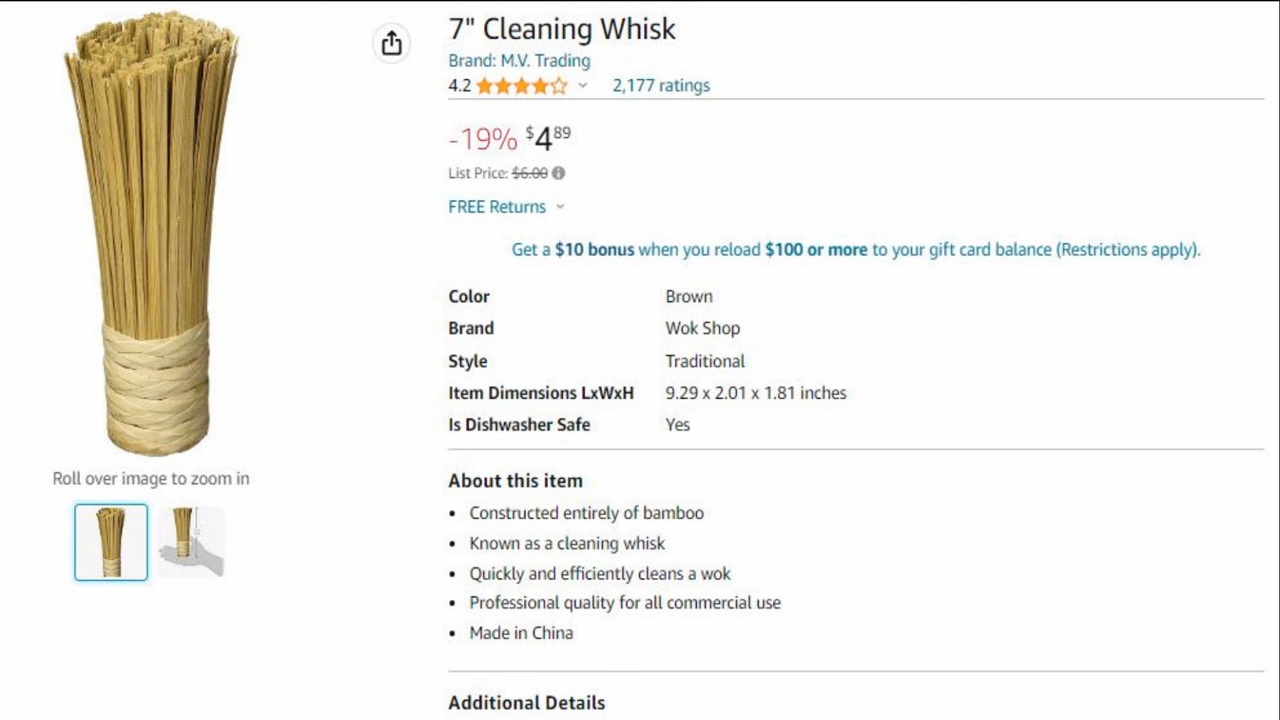 7" Cleaning Whisk
Brand: M.V. Trading
4.2 2,177 ratings
-19% $4 89
List Price: $6.00
FREE Returns
Get a $10 bonus when you reload $100 or more to your gift card balance (Restrictions apply).
Color Brown
Brand Wok Shop
Style Traditional
Item Dimensions LxWxH 9.29 x 2.01 x 1.81 inches
Is Dishwasher Safe Yes
Roll over image to zoom in
About this item
• Constructed entirely of bamboo
• Known as a cleaning whisk
• Quickly and efficiently cleans a wok
• Professional quality for all commercial use
• Made in China
Additional Details